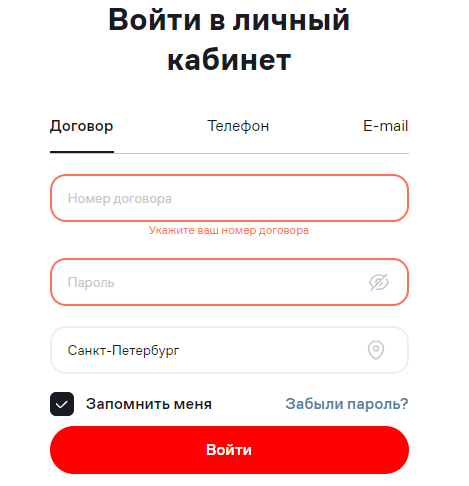 Войти в личный
кабинет
Договор Телефон E-mail
Номер договора
Укажите ваш номер договора
Пароль
Санкт-Петербург
Запомнить меня Забыли пароль?
Войти